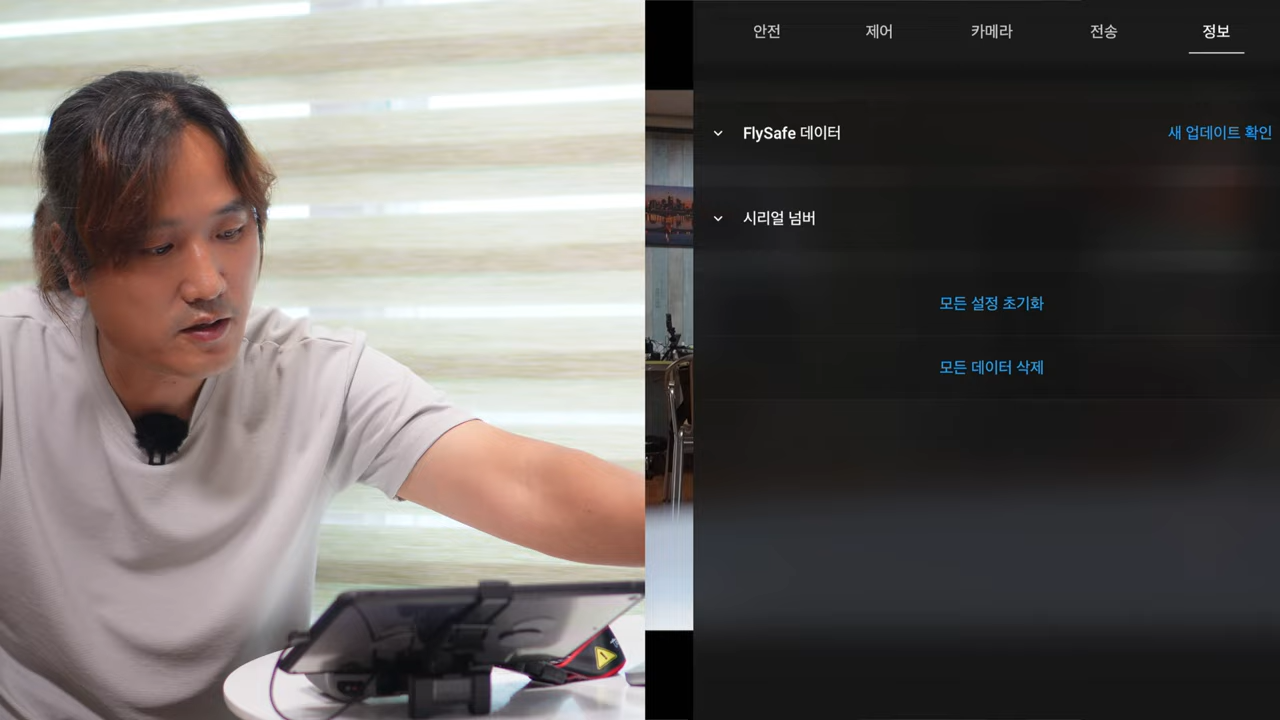 안전 제어 카메라 전송 정보
FlySafe 데이터 새 업데이트 확인
시리얼 넘버
모든 설정 초기화
모든 데이터 삭제